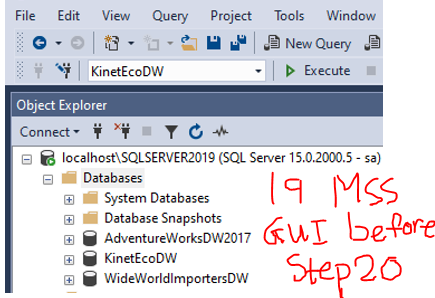 File Edit View Query Project Tools Window
New Query
KinetEcoDW Execute
Object Explorer
Connect
localhost\SQLSERVER2019 (SQL Server 15.0.2000.5 - sa)
Databases
System Databases
Database Snapshots
AdventureWorksDW2017
KinetEcoDW
WideWorldImportersDW
19 MSS
GUI before
Step20